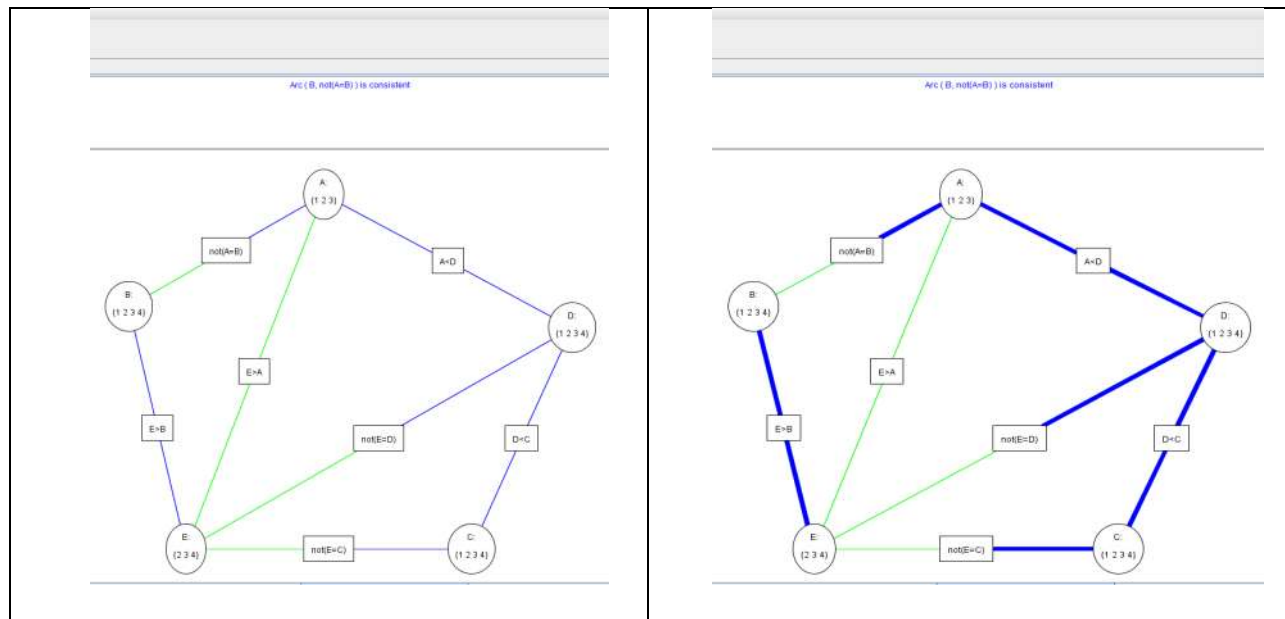 Arc ( B, not(A=B) ) is consistent
A:
{1 2 3}
not(A=B)
A<D
B:
{1 2 3 4}
D:
{1 2 3 4}
E>A
E>B
not(E=D)
D<C
E:
{2 3 4}
not(E=C)
C:
{1 2 3 4}
Arc ( B, not(A=B) ) is consistent
A:
{1 2 3}
not(A=B)
A<D
B:
{1 2 3 4}
D:
{1 2 3 4}
E>A
E>B
not(E=D)
D<C
E:
{2 3 4}
not(E=C)
C:
{1 2 3 4}